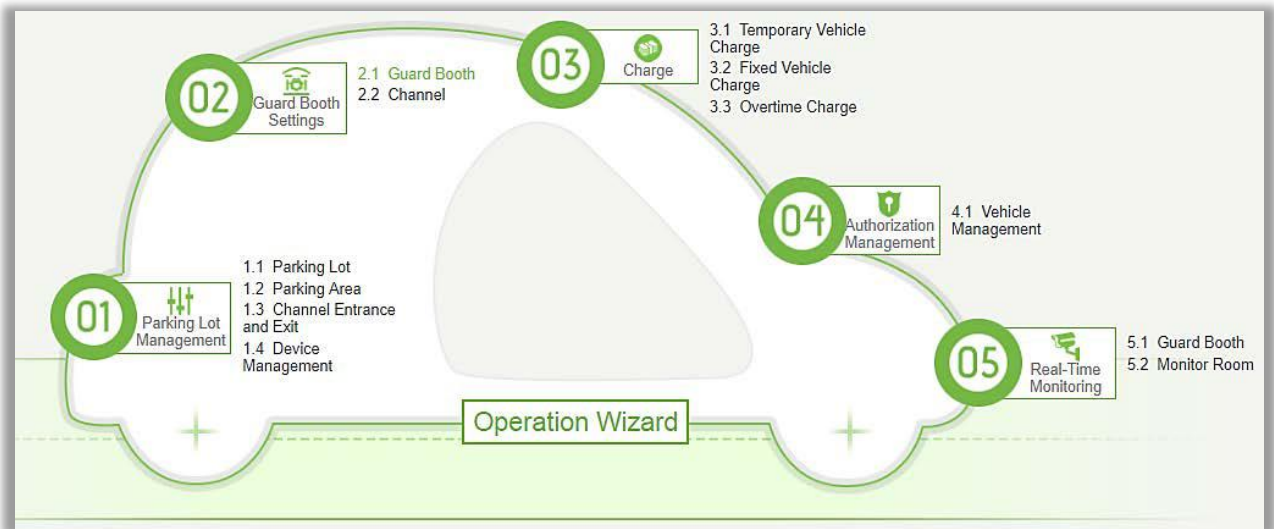 01
Parking Lot
Management
1.1 Parking Lot
1.2 Parking Area
1.3 Channel Entrance
and Exit
1.4 Device
Management
02
Guard Booth
Settings
2.1 Guard Booth
2.2 Channel
03
Charge
3.1 Temporary Vehicle
Charge
3.2 Fixed Vehicle
Charge
3.3 Overtime Charge
04
Authorization
Management
4.1 Vehicle
Management
05
Real-Time
Monitoring
5.1 Guard Booth
5.2 Monitor Room
Operation Wizard